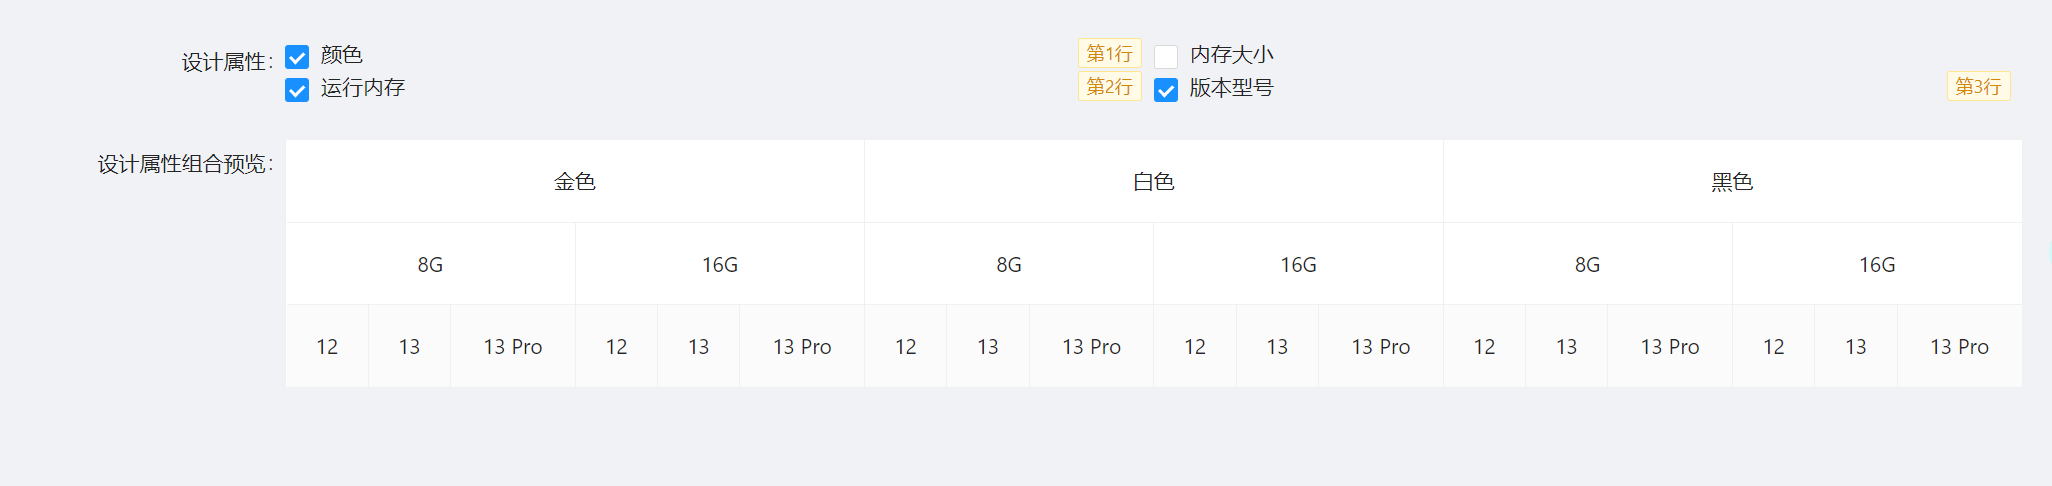 设计属性： 颜色 第1行 内存大小
运行内存 第2行 版本型号 第3行
设计属性组合预览： 金色 白色 黑色
8G 16G 8G 16G 8G 16G
12 13 13 Pro 12 13 13 Pro 12 13 13 Pro 12 13 13 Pro 12 13 13 Pro 12 13 13 Pro